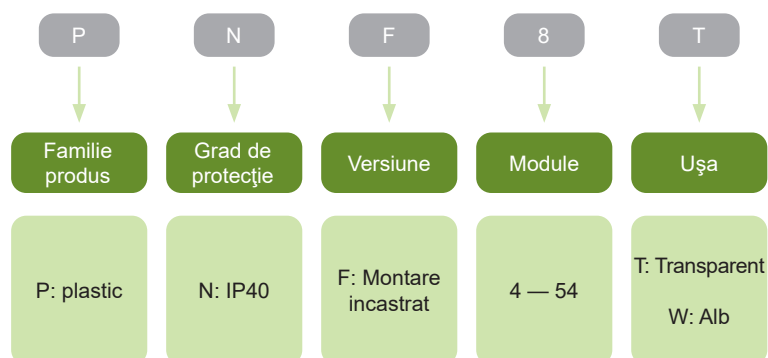 P N F 8 T
Familie produs
Grad de protecţie
Versiune
Module
Uşa
P: plastic
N: IP40
F: Montare incastrat
4 — 54
T: Transparent
W: Alb